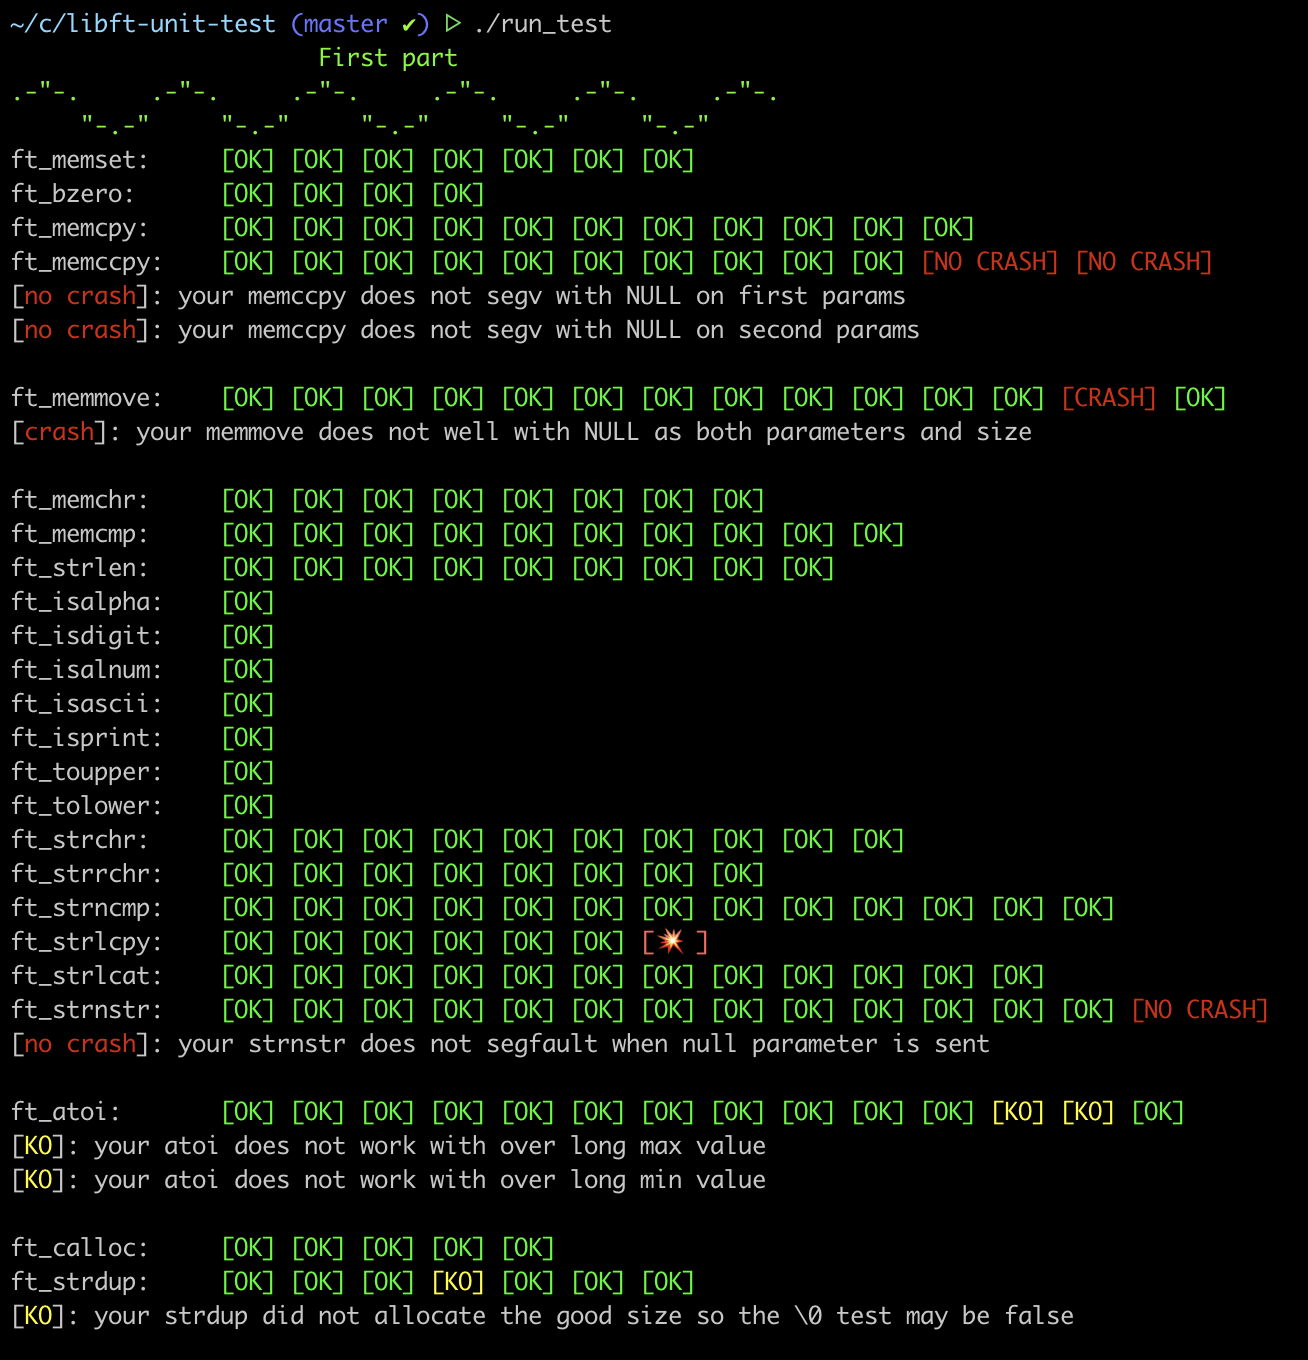 ~/c/libft-unit-test (master ✔) ▷ ./run_test
First part
.-"-.     .-"-.     .-"-.     .-"-.     .-"-.     .-"-.
     "-.-"     "-.-"     "-.-"     "-.-"     "-.-"
ft_memset:     [OK] [OK] [OK] [OK] [OK] [OK] [OK]
ft_bzero:      [OK] [OK] [OK] [OK]
ft_memcpy:     [OK] [OK] [OK] [OK] [OK] [OK] [OK] [OK] [OK] [OK] [OK]
ft_memccpy:    [OK] [OK] [OK] [OK] [OK] [OK] [OK] [OK] [OK] [OK] [NO CRASH] [NO CRASH]
[no crash]: your memccpy does not segv with NULL on first params
[no crash]: your memccpy does not segv with NULL on second params
ft_memmove:    [OK] [OK] [OK] [OK] [OK] [OK] [OK] [OK] [OK] [OK] [OK] [OK] [CRASH] [OK]
[crash]: your memmove does not well with NULL as both parameters and size
ft_memchr:     [OK] [OK] [OK] [OK] [OK] [OK] [OK] [OK]
ft_memcmp:     [OK] [OK] [OK] [OK] [OK] [OK] [OK] [OK] [OK] [OK]
ft_strlen:     [OK] [OK] [OK] [OK] [OK] [OK] [OK] [OK] [OK]
ft_isalpha:    [OK]
ft_isdigit:    [OK]
ft_isalnum:    [OK]
ft_isascii:    [OK]
ft_isprint:    [OK]
ft_toupper:    [OK]
ft_tolower:    [OK]
ft_strchr:     [OK] [OK] [OK] [OK] [OK] [OK] [OK] [OK] [OK] [OK]
ft_strrchr:    [OK] [OK] [OK] [OK] [OK] [OK] [OK] [OK]
ft_strncmp:    [OK] [OK] [OK] [OK] [OK] [OK] [OK] [OK] [OK] [OK] [OK] [OK] [OK]
ft_strlcpy:    [OK] [OK] [OK] [OK] [OK] [OK] [💥 ]
ft_strlcat:    [OK] [OK] [OK] [OK] [OK] [OK] [OK] [OK] [OK] [OK] [OK] [OK]
ft_strnstr:    [OK] [OK] [OK] [OK] [OK] [OK] [OK] [OK] [OK] [OK] [OK] [OK] [OK] [NO CRASH]
[no crash]: your strnstr does not segfault when null parameter is sent
ft_atoi:       [OK] [OK] [OK] [OK] [OK] [OK] [OK] [OK] [OK] [OK] [OK] [KO] [KO] [OK]
[KO]: your atoi does not work with over long max value
[KO]: your atoi does not work with over long min value
ft_calloc:     [OK] [OK] [OK] [OK] [OK]
ft_strdup:     [OK] [OK] [OK] [KO] [OK] [OK] [OK]
[KO]: your strdup did not allocate the good size so the \0 test may be false